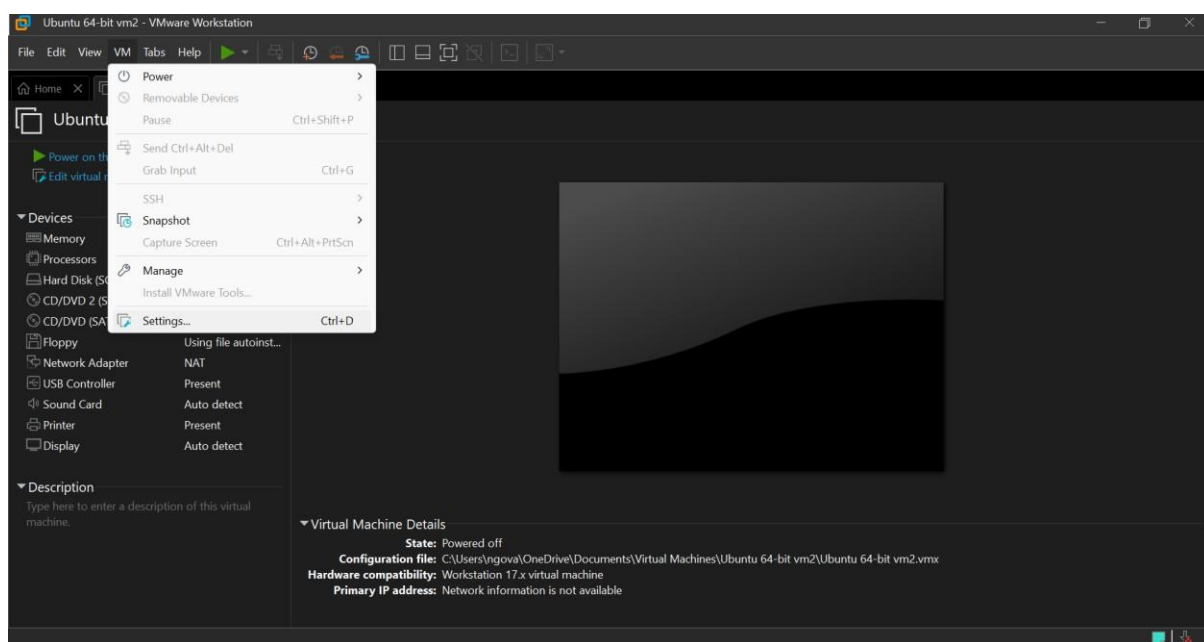 Ubuntu 64-bit vm2 - VMware Workstation
File Edit View VM Tabs Help
Home
Ubuntu
Power on
Edit virtual
Power
Removable Devices
Pause Ctrl+Shift+P
Send Ctrl+Alt+Del
Grab Input Ctrl+G
SSH
Snapshot
Capture Screen Ctrl+Alt+PrtScn
Manage
Install VMware Tools...
Settings... Ctrl+D
Devices
Memory
Processors
Hard Disk
CD/DVD 2
CD/DVD
Floppy Using file autoinst...
Network Adapter NAT
USB Controller Present
Sound Card Auto detect
Printer Present
Display Auto detect
Description
Type here to enter a description of this virtual
machine.
Virtual Machine Details
State: Powered off
Configuration file: C:\Users\ngova\OneDrive\Documents\Virtual Machines\Ubuntu 64-bit vm2\Ubuntu 64-bit vm2.vmx
Hardware compatibility: Workstation 17.x virtual machine
Primary IP address: Network information is not available